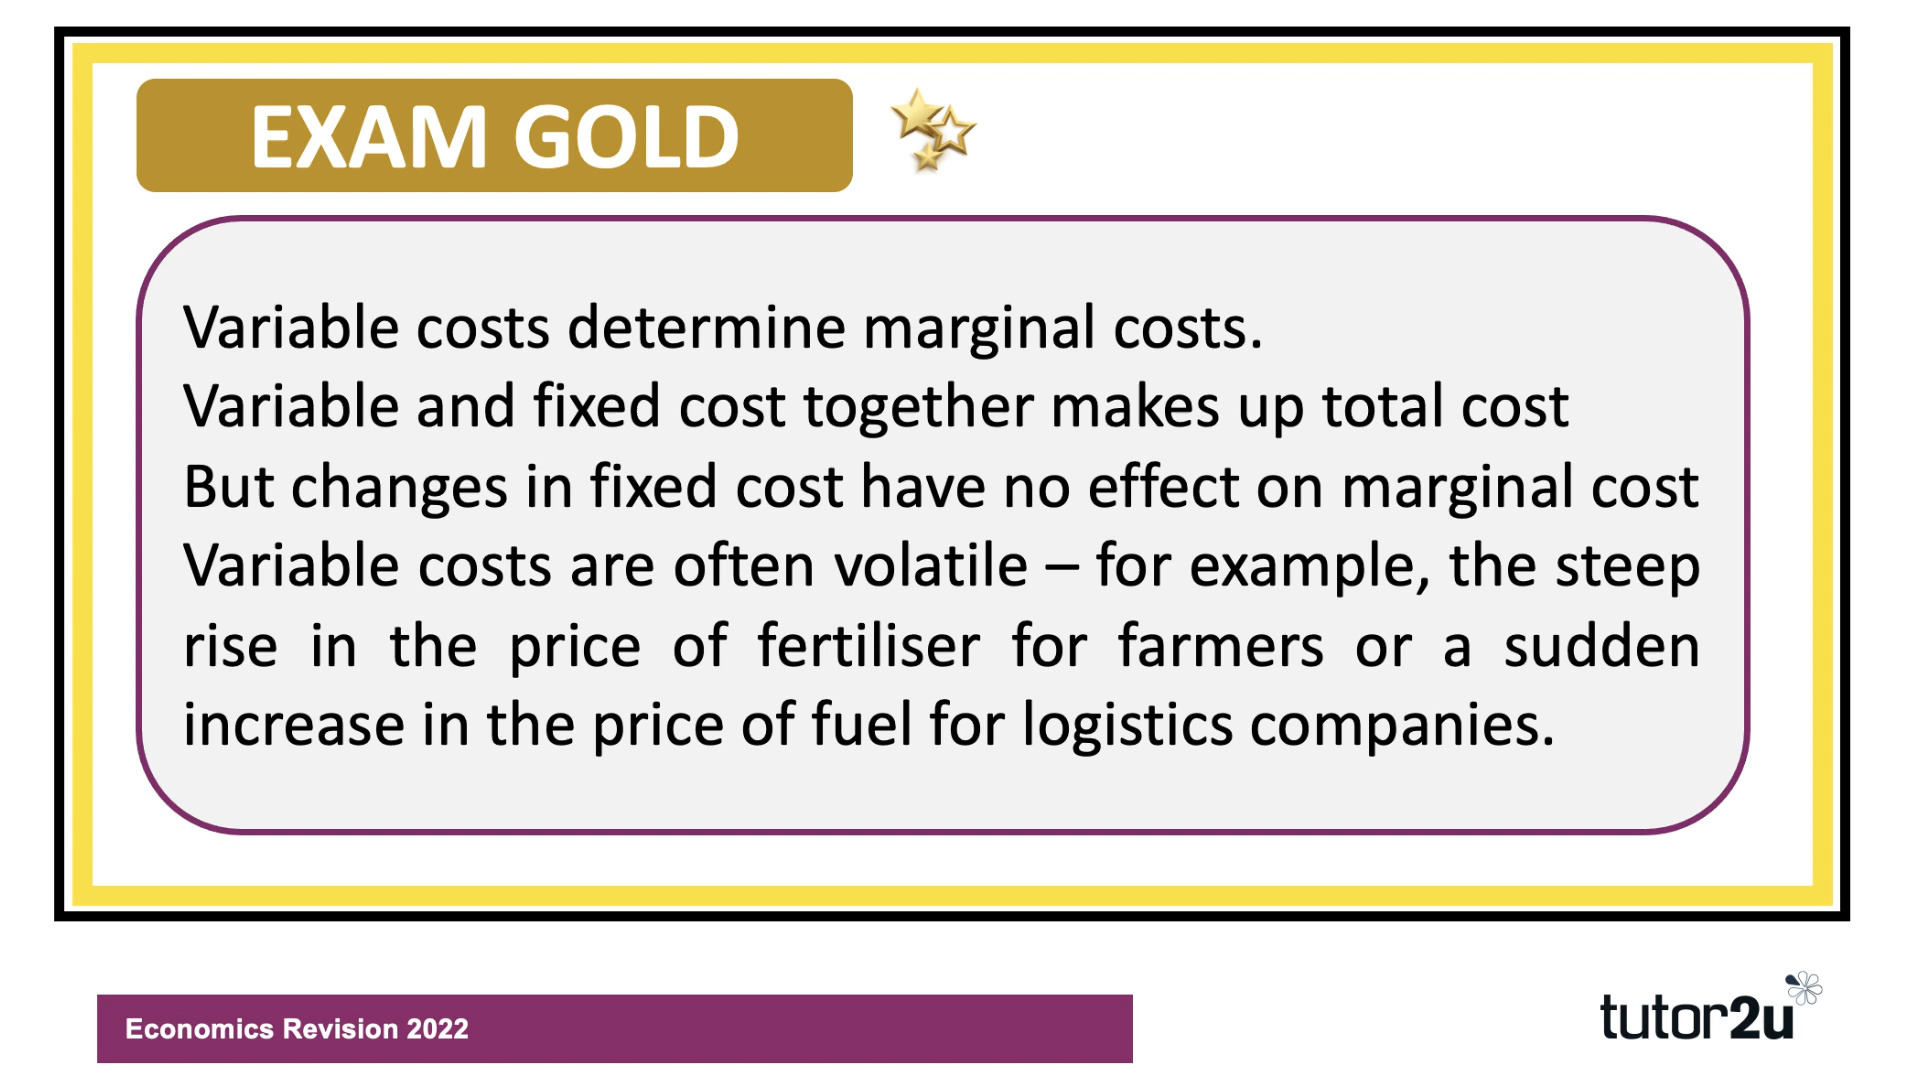 EXAM GOLD
Variable costs determine marginal costs.
Variable and fixed cost together makes up total cost
But changes in fixed cost have no effect on marginal cost
Variable costs are often volatile – for example, the steep
rise in the price of fertiliser for farmers or a sudden
increase in the price of fuel for logistics companies.
Economics Revision 2022
tutor2u